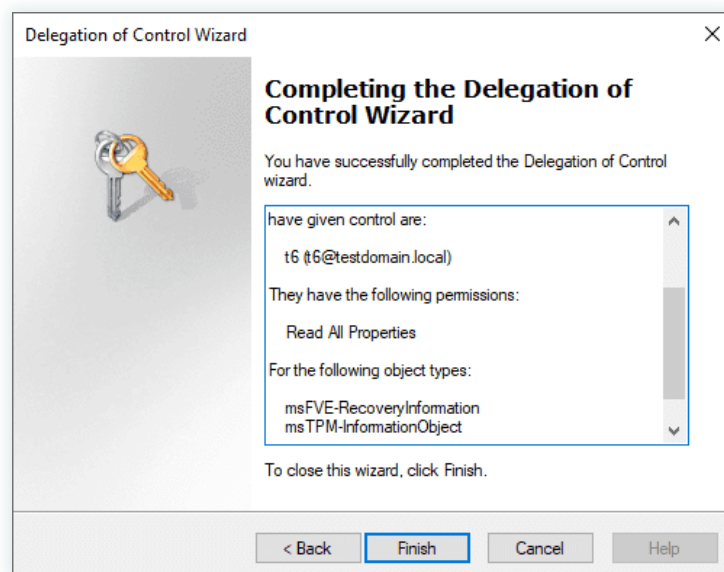 Delegation of Control Wizard
Completing the Delegation of
Control Wizard
You have successfully completed the Delegation of Control
wizard.
have given control are:
t6 (t6@testdomain.local)
They have the following permissions:
Read All Properties
For the following object types:
msFVE-RecoveryInformation
msTPM-InformationObject
To close this wizard, click Finish.
< Back
Finish
Cancel
Help